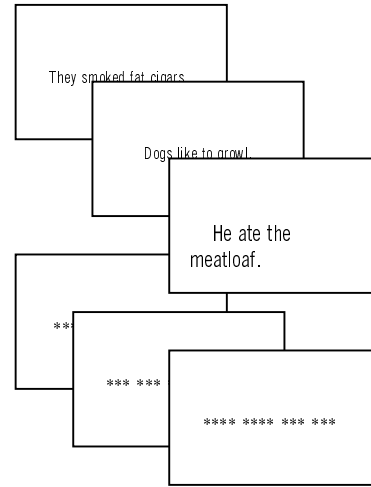 They smoked fat cigars
Dogs like to growl.
He ate the
meatloaf.
***
*** ***
**** **** *** ***